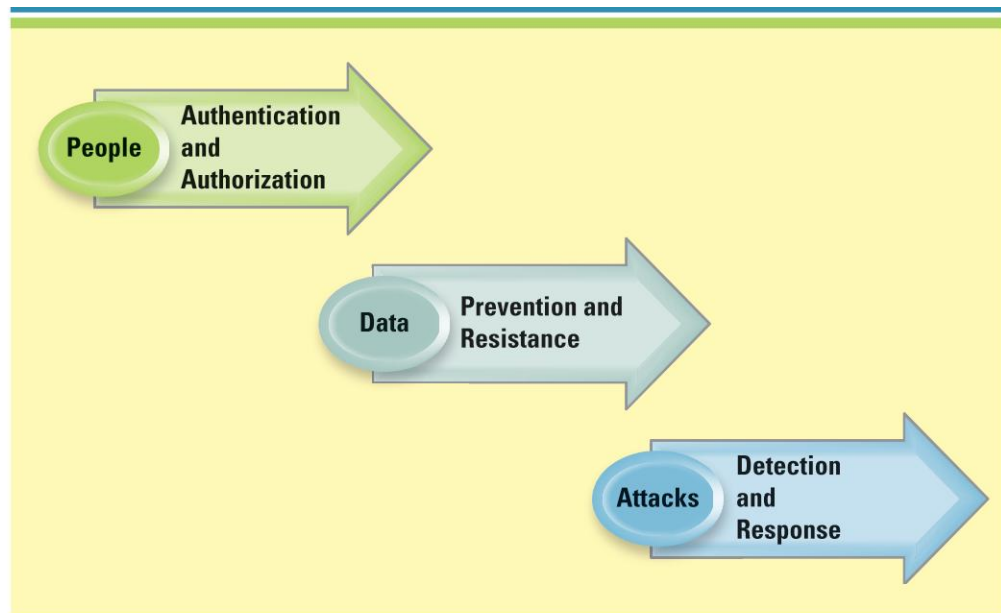 People
Authentication
and
Authorization
Data
Prevention and
Resistance
Attacks
Detection
and
Response